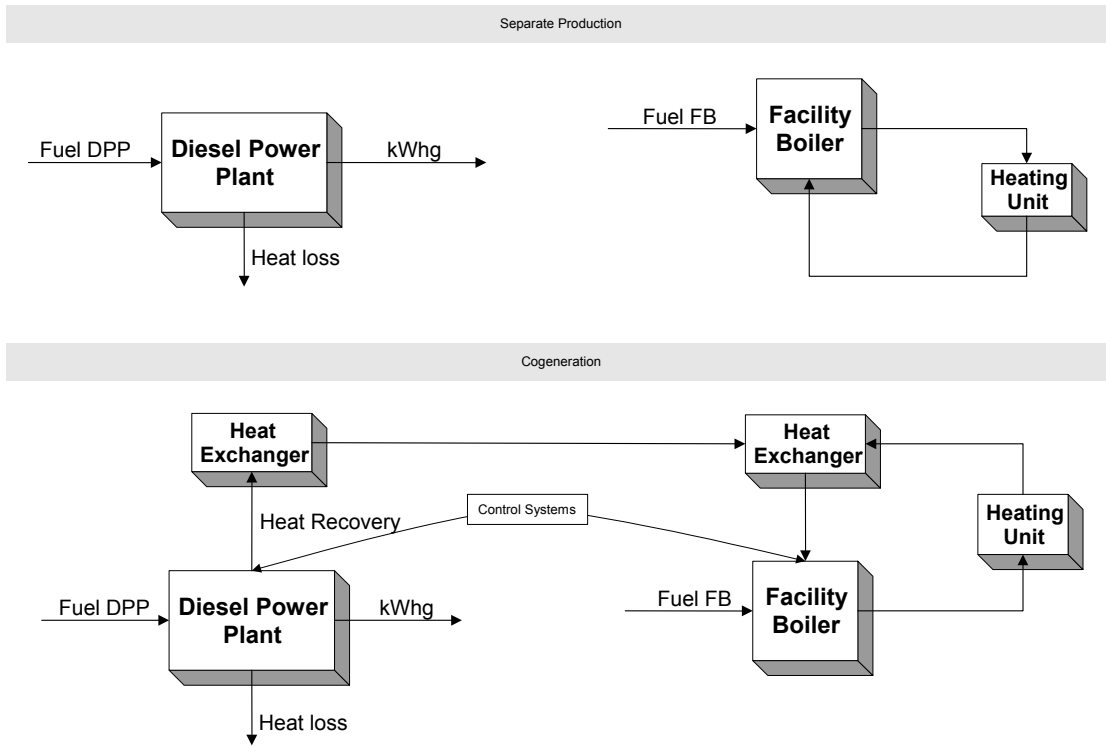 Separate Production
Fuel DPP
Diesel Power
Plant
kWhg
Heat loss
Fuel FB
Facility
Boiler
Heating
Unit
Cogeneration
Heat
Exchanger
Heat
Exchanger
Heat Recovery
Control Systems
Heating
Unit
Fuel DPP
Diesel Power
Plant
kWhg
Heat loss
Fuel FB
Facility
Boiler